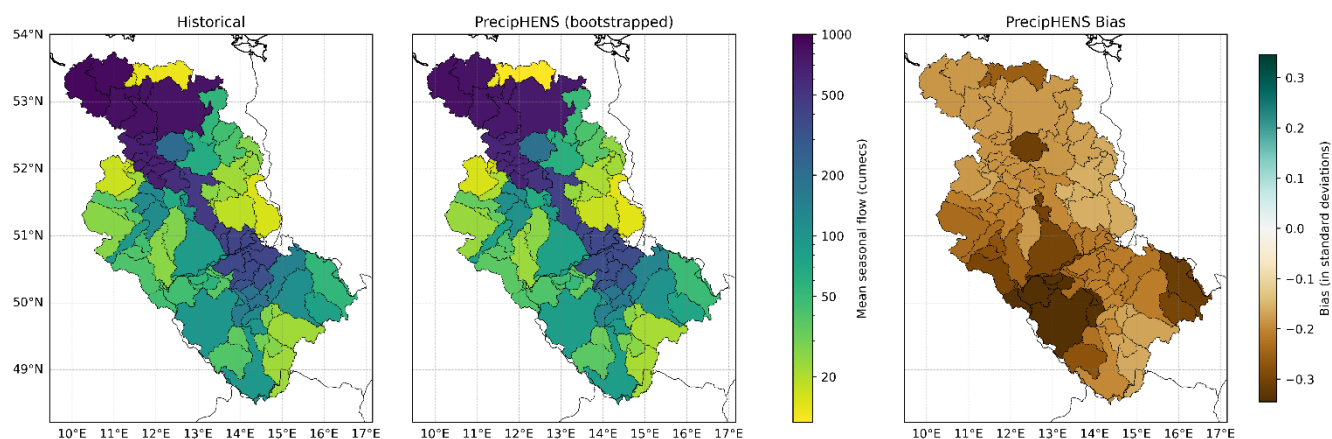 Historical
PrecipHENS (bootstrapped)
PrecipHENS Bias
54°N
53°N
52°N
51°N
50°N
49°N
10°E 11°E 12°E 13°E 14°E 15°E 16°E 17°E
10°E 11°E 12°E 13°E 14°E 15°E 16°E 17°E
1000
500
200
100
50
20
Mean seasonal flow (cumecs)
10°E 11°E 12°E 13°E 14°E 15°E 16°E 17°E
0.3
0.2
0.1
0.0
−0.1
−0.2
−0.3
Bias (in standard deviations)